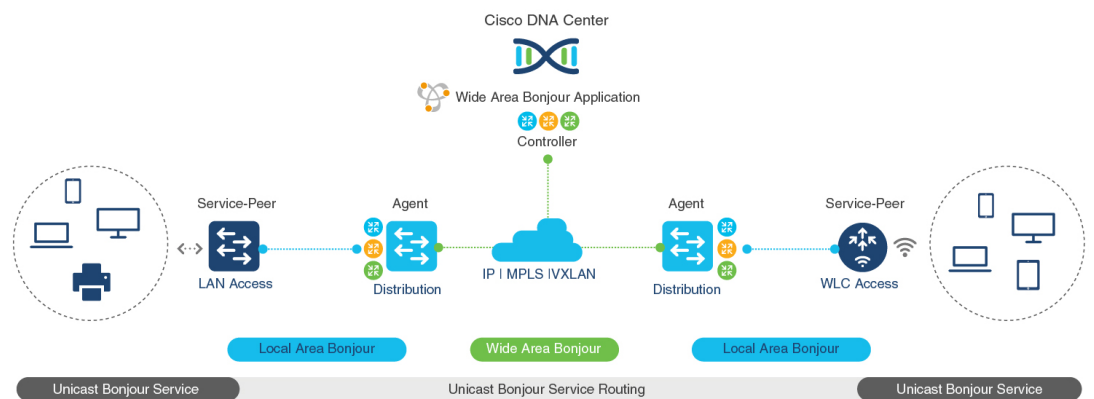 Cisco DNA Center
Wide Area Bonjour Application
Controller
Service-Peer
Agent
Agent
Service-Peer
IP | MPLS |VXLAN
LAN Access
Distribution
Distribution
WLC Access
Local Area Bonjour
Wide Area Bonjour
Local Area Bonjour
Unicast Bonjour Service
Unicast Bonjour Service Routing
Unicast Bonjour Service